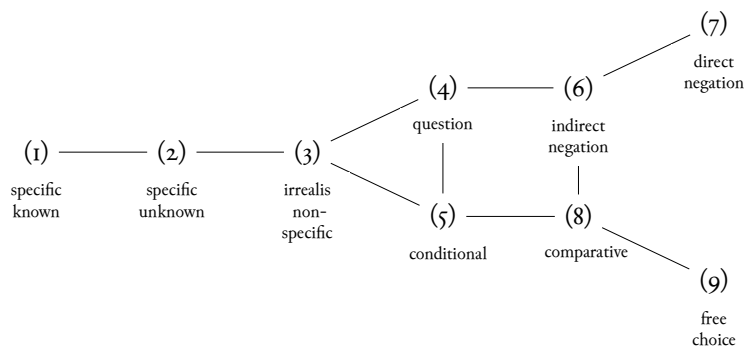 (7)
direct
negation
(4)
(6)
question
indirect
negation
(1)
(2)
(3)
specific
known
specific
unknown
irrealis
non-
specific
(5)
(8)
conditional
comparative
(9)
free
choice